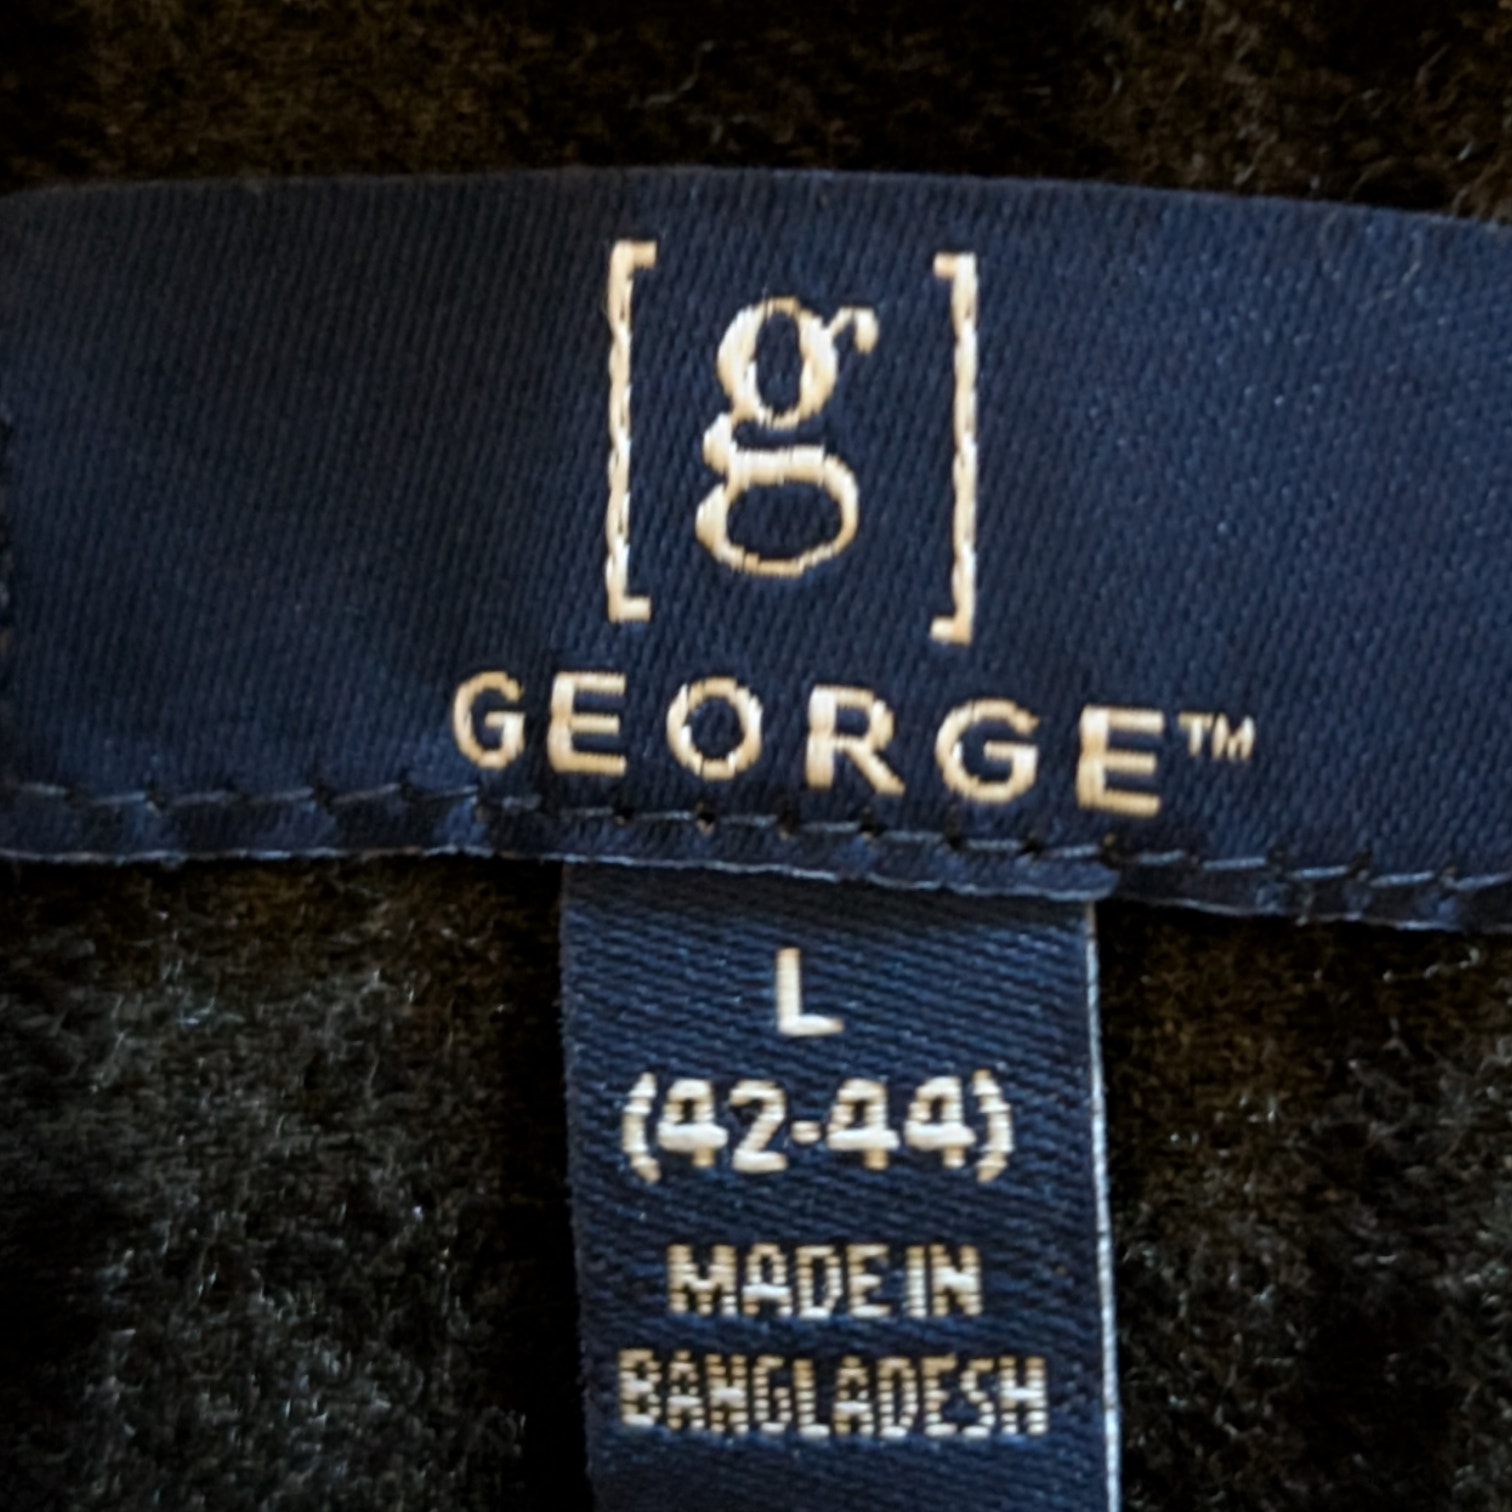 [g]
GEORGE™
L
(42-44)
MADE IN
BANGLADESH